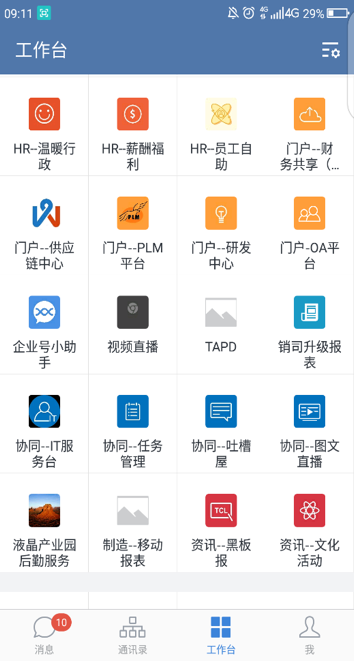 09:11
4G
4G 29%
工作台
HR--温暖行政
HR--薪酬福利
HR--员工自助
门户--财务共享（...
门户--供应链中心
PLM
门户--PLM平台
门户--研发中心
门户-OA平台
企业号小助手
视频直播
TAPD
销司升级报表
协同--IT服务台
协同--任务管理
协同--吐槽屋
协同--图文直播
液晶产业园后勤服务
制造--移动报表
TCL
资讯--黑板报
资讯--文化活动
消息
10
通讯录
工作台
我